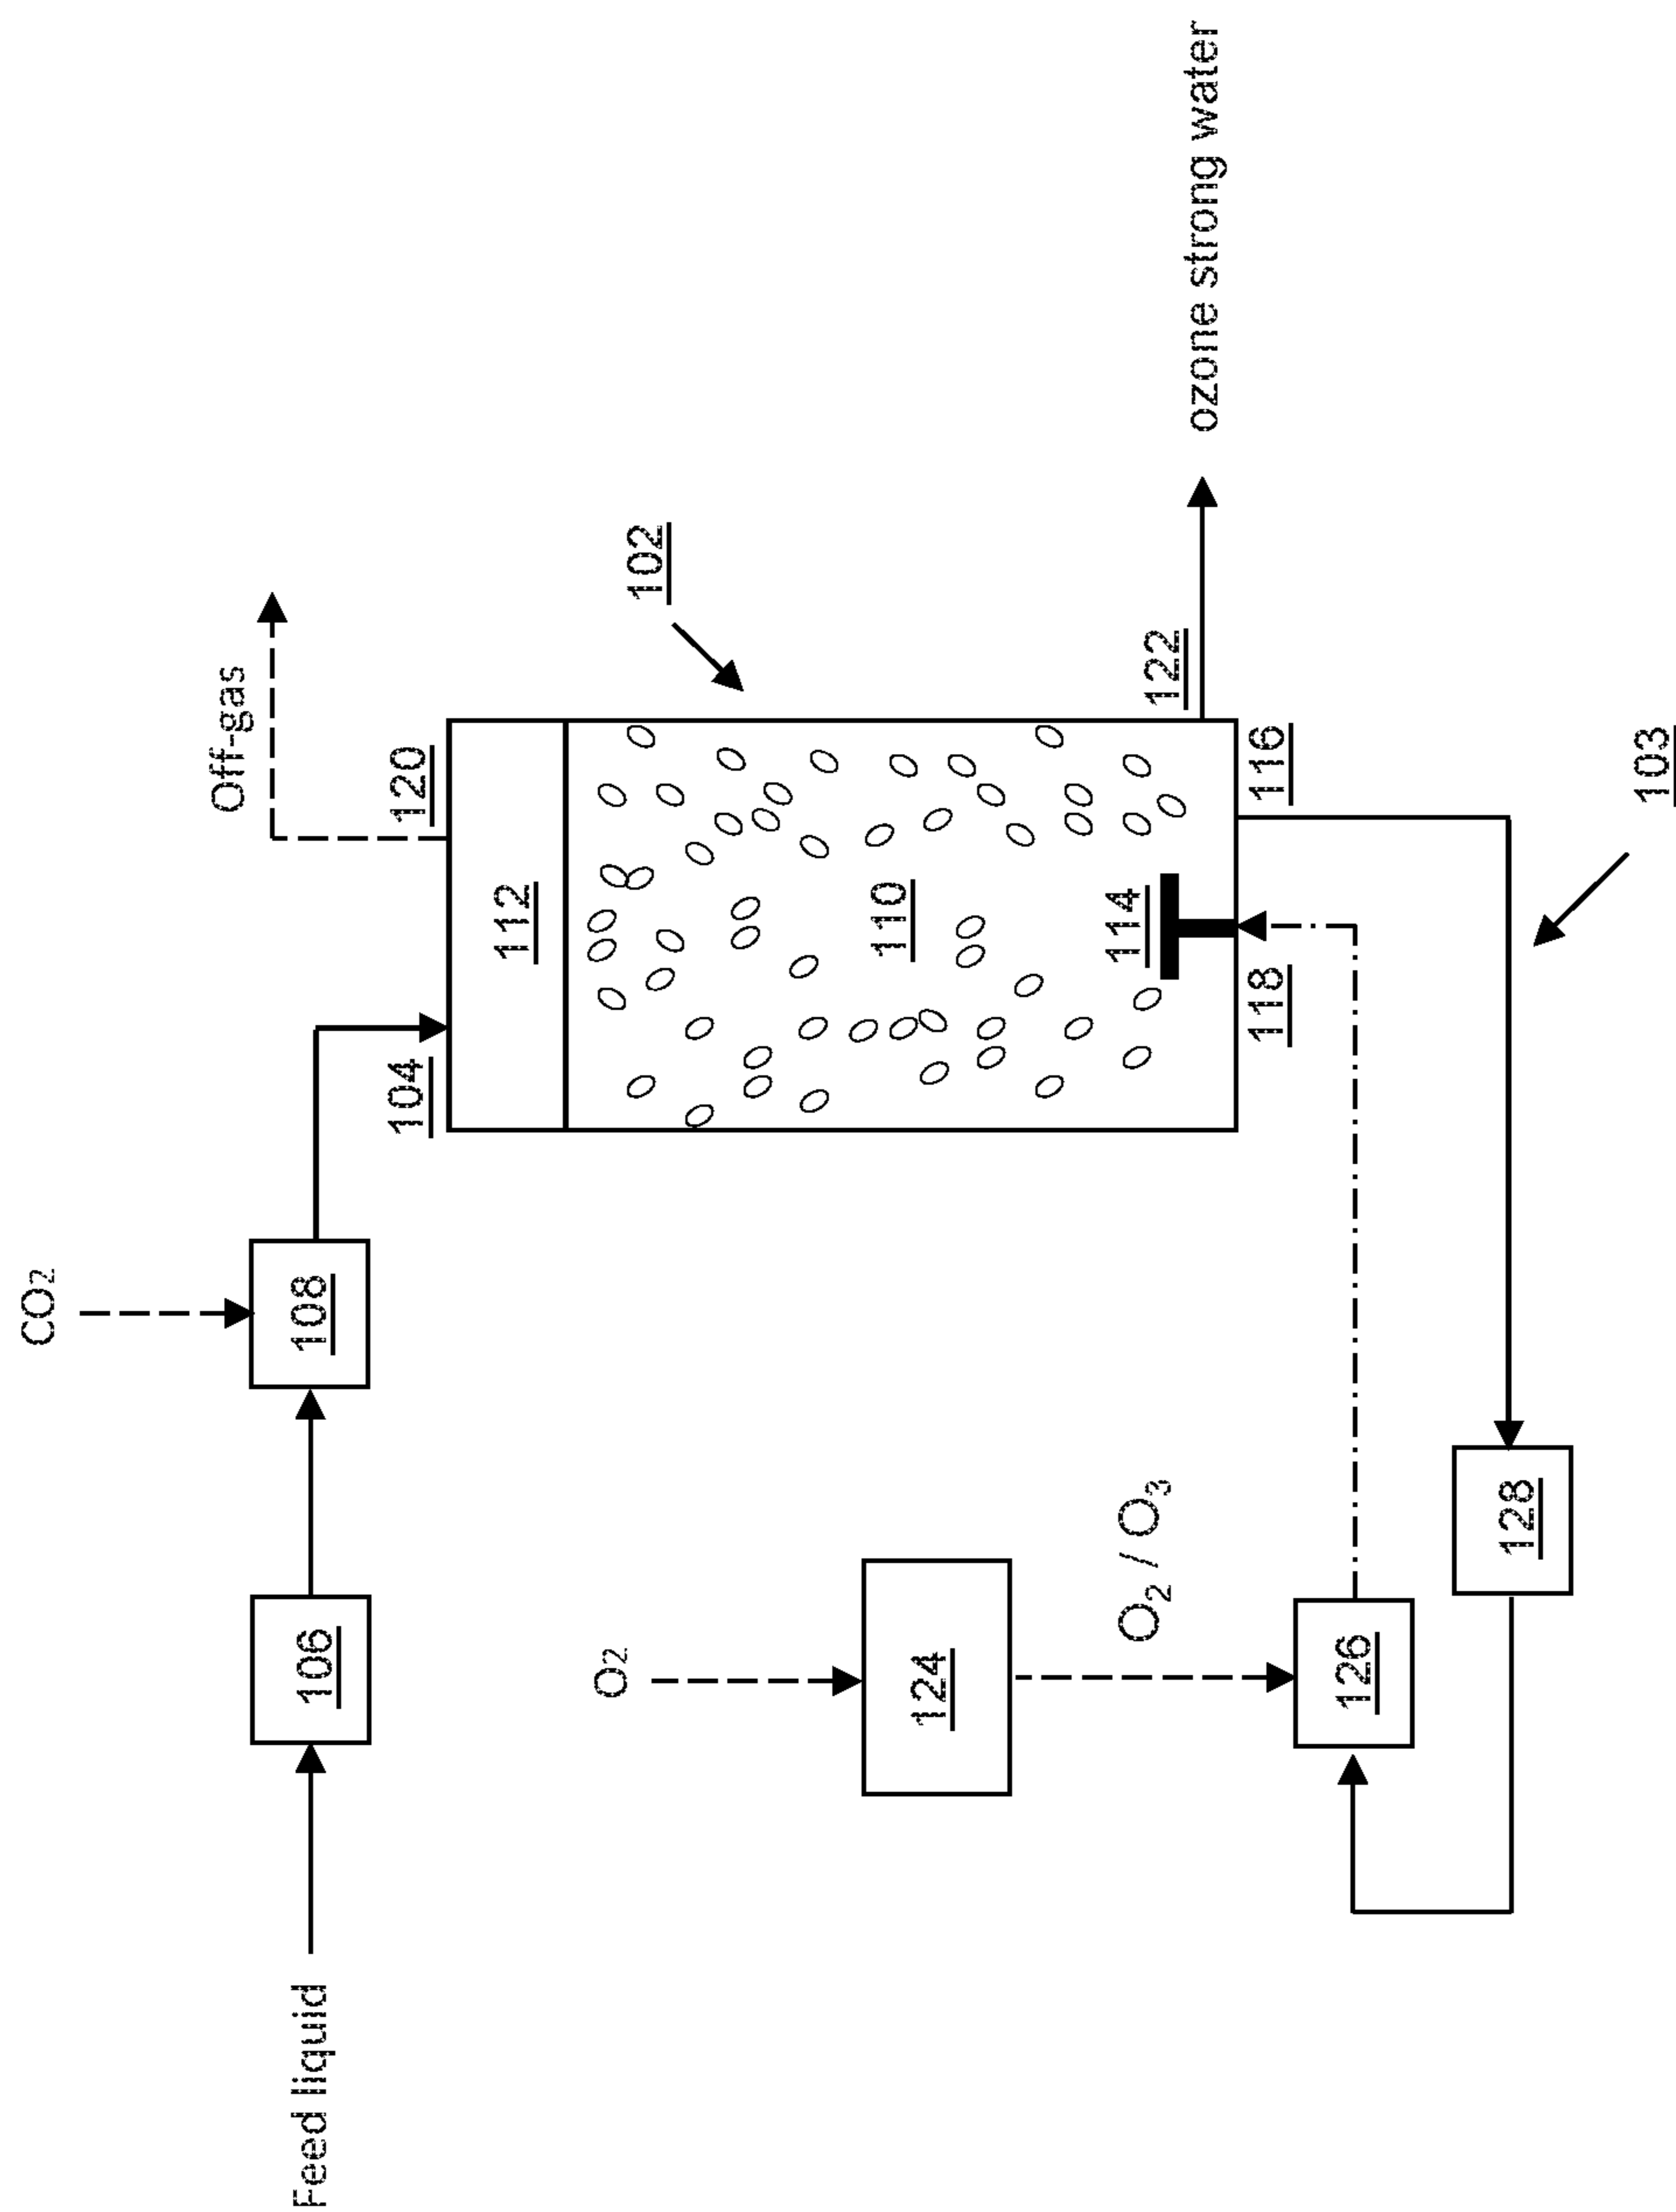 Feed liquid
106
108
CO₂
104
Off-gas
120
112
102
110
114
122
ozone strong water
118
116
103
O₂
124
O₂ / O₃
126
128